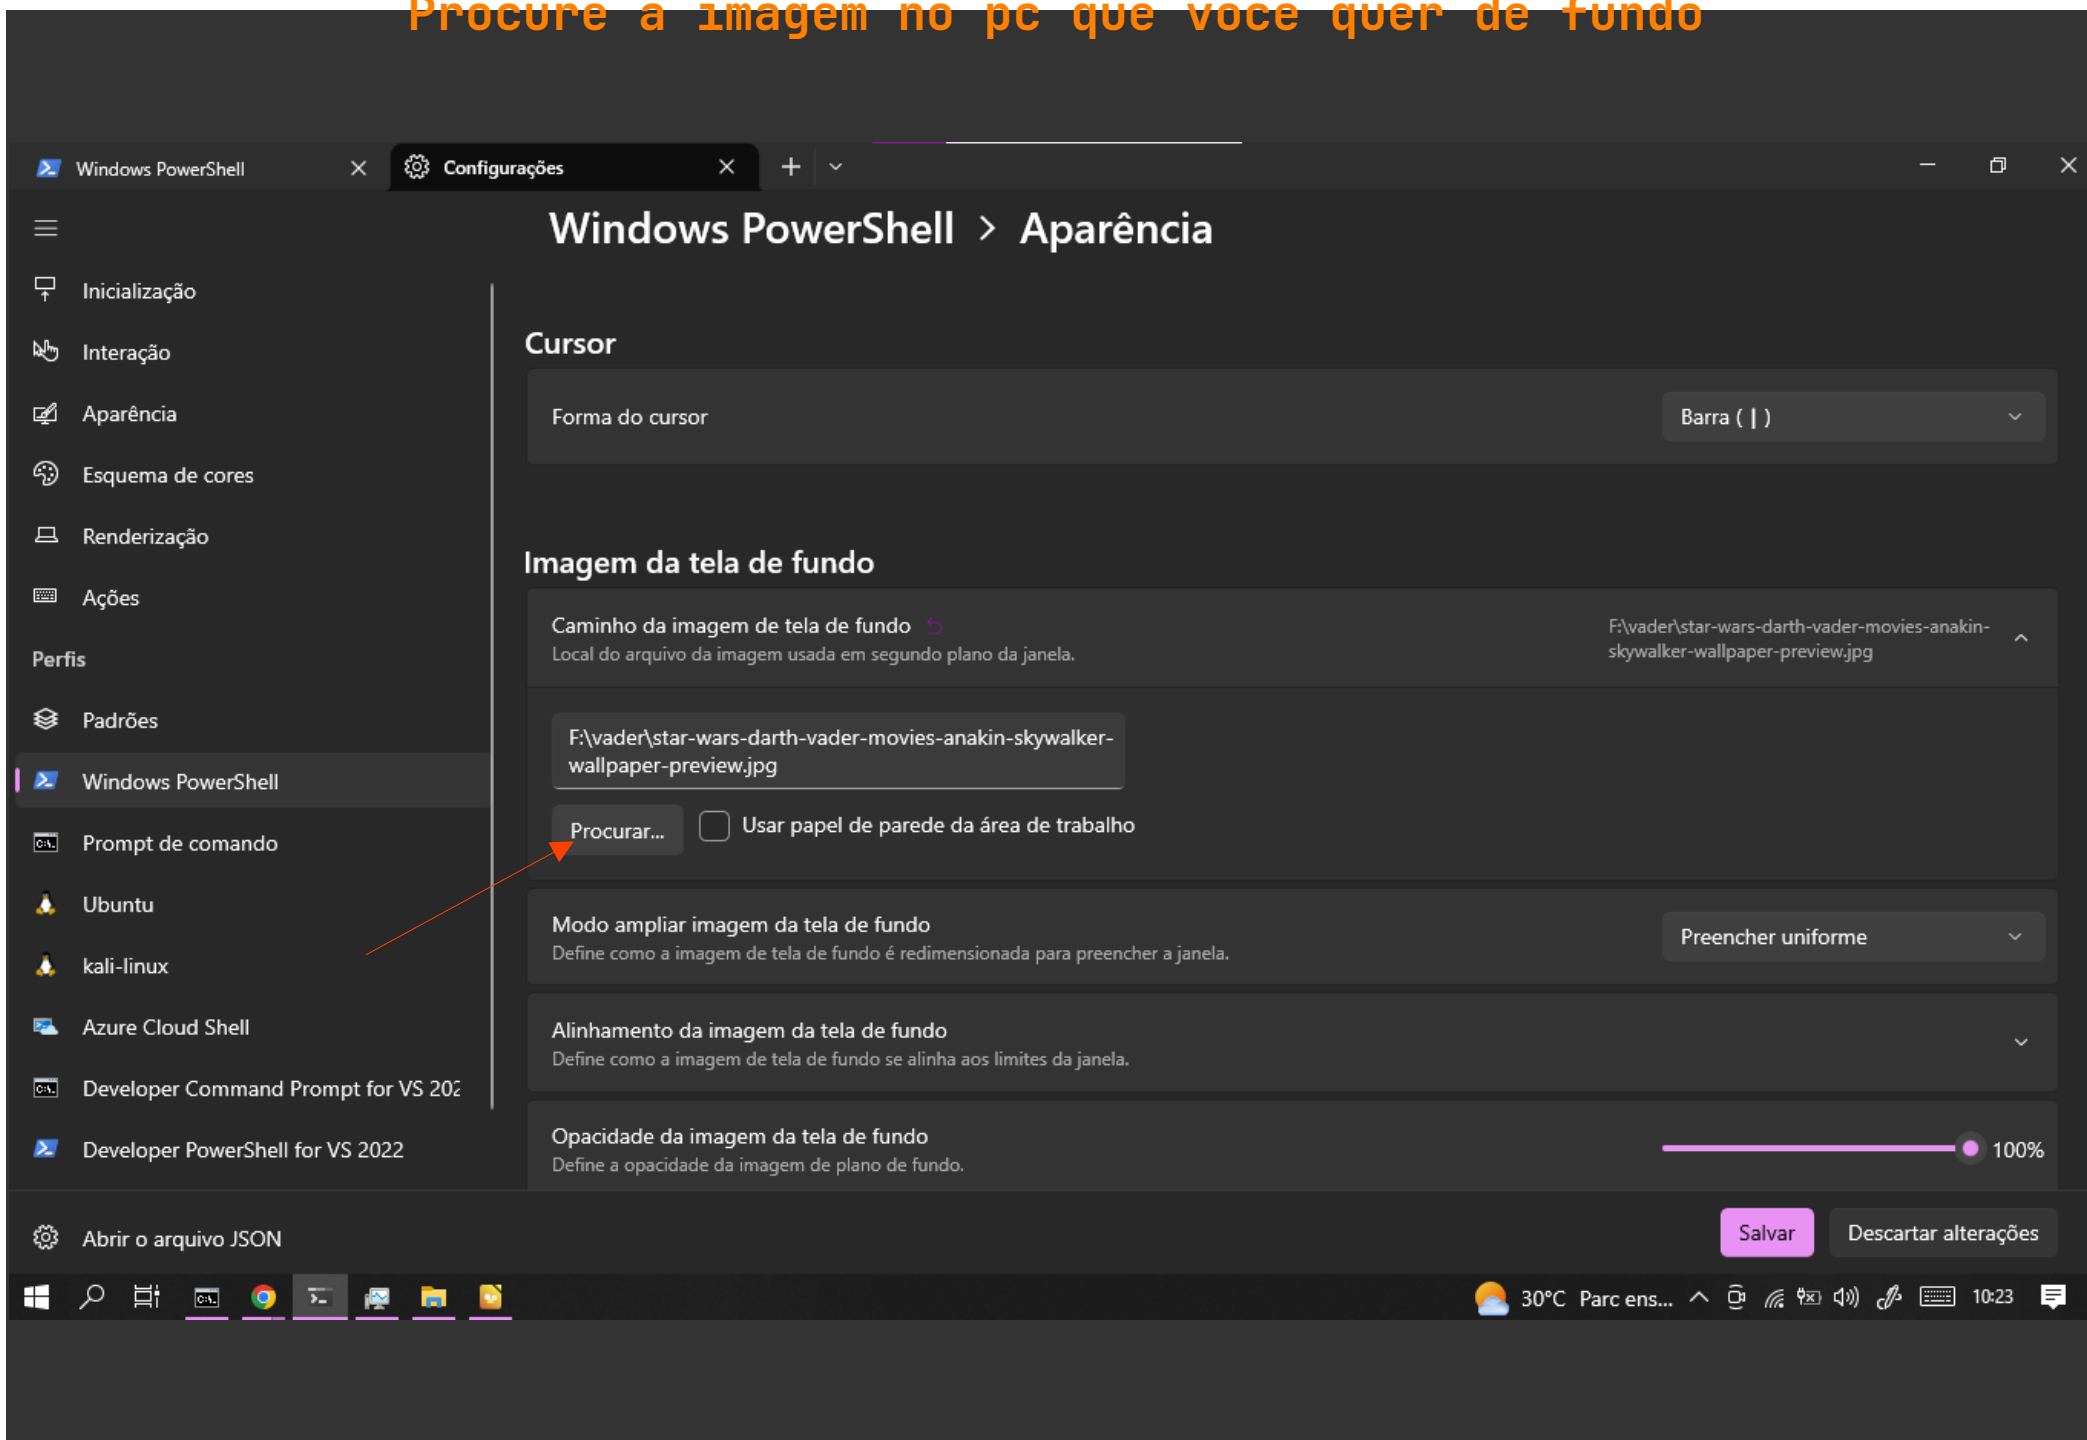 Procure a imagem no pc que você quer de fundo
Windows PowerShell
Configurações
Windows PowerShell > Aparência
Inicialização
Interação
Aparência
Esquema de cores
Renderização
Ações
Perfis
Padrões
Windows PowerShell
Prompt de comando
Ubuntu
kali-linux
Azure Cloud Shell
Developer Command Prompt for VS 202
Developer PowerShell for VS 2022
Abrir o arquivo JSON
Cursor
Forma do cursor
Barra ( | )
Imagem da tela de fundo
Caminho da imagem de tela de fundo
Local do arquivo da imagem usada em segundo plano da janela.
F:\vader\star-wars-darth-vader-movies-anakin-
skywalker-wallpaper-preview.jpg
F:\vader\star-wars-darth-vader-movies-anakin-skywalker-
wallpaper-preview.jpg
Procurar...
Usar papel de parede da área de trabalho
Modo ampliar imagem da tela de fundo
Define como a imagem de tela de fundo é redimensionada para preencher a janela.
Preencher uniforme
Alinhamento da imagem da tela de fundo
Define como a imagem de tela de fundo se alinha aos limites da janela.
Opacidade da imagem da tela de fundo
Define a opacidade da imagem de plano de fundo.
100%
Salvar
Descartar alterações
30°C Parc ens...
10:23